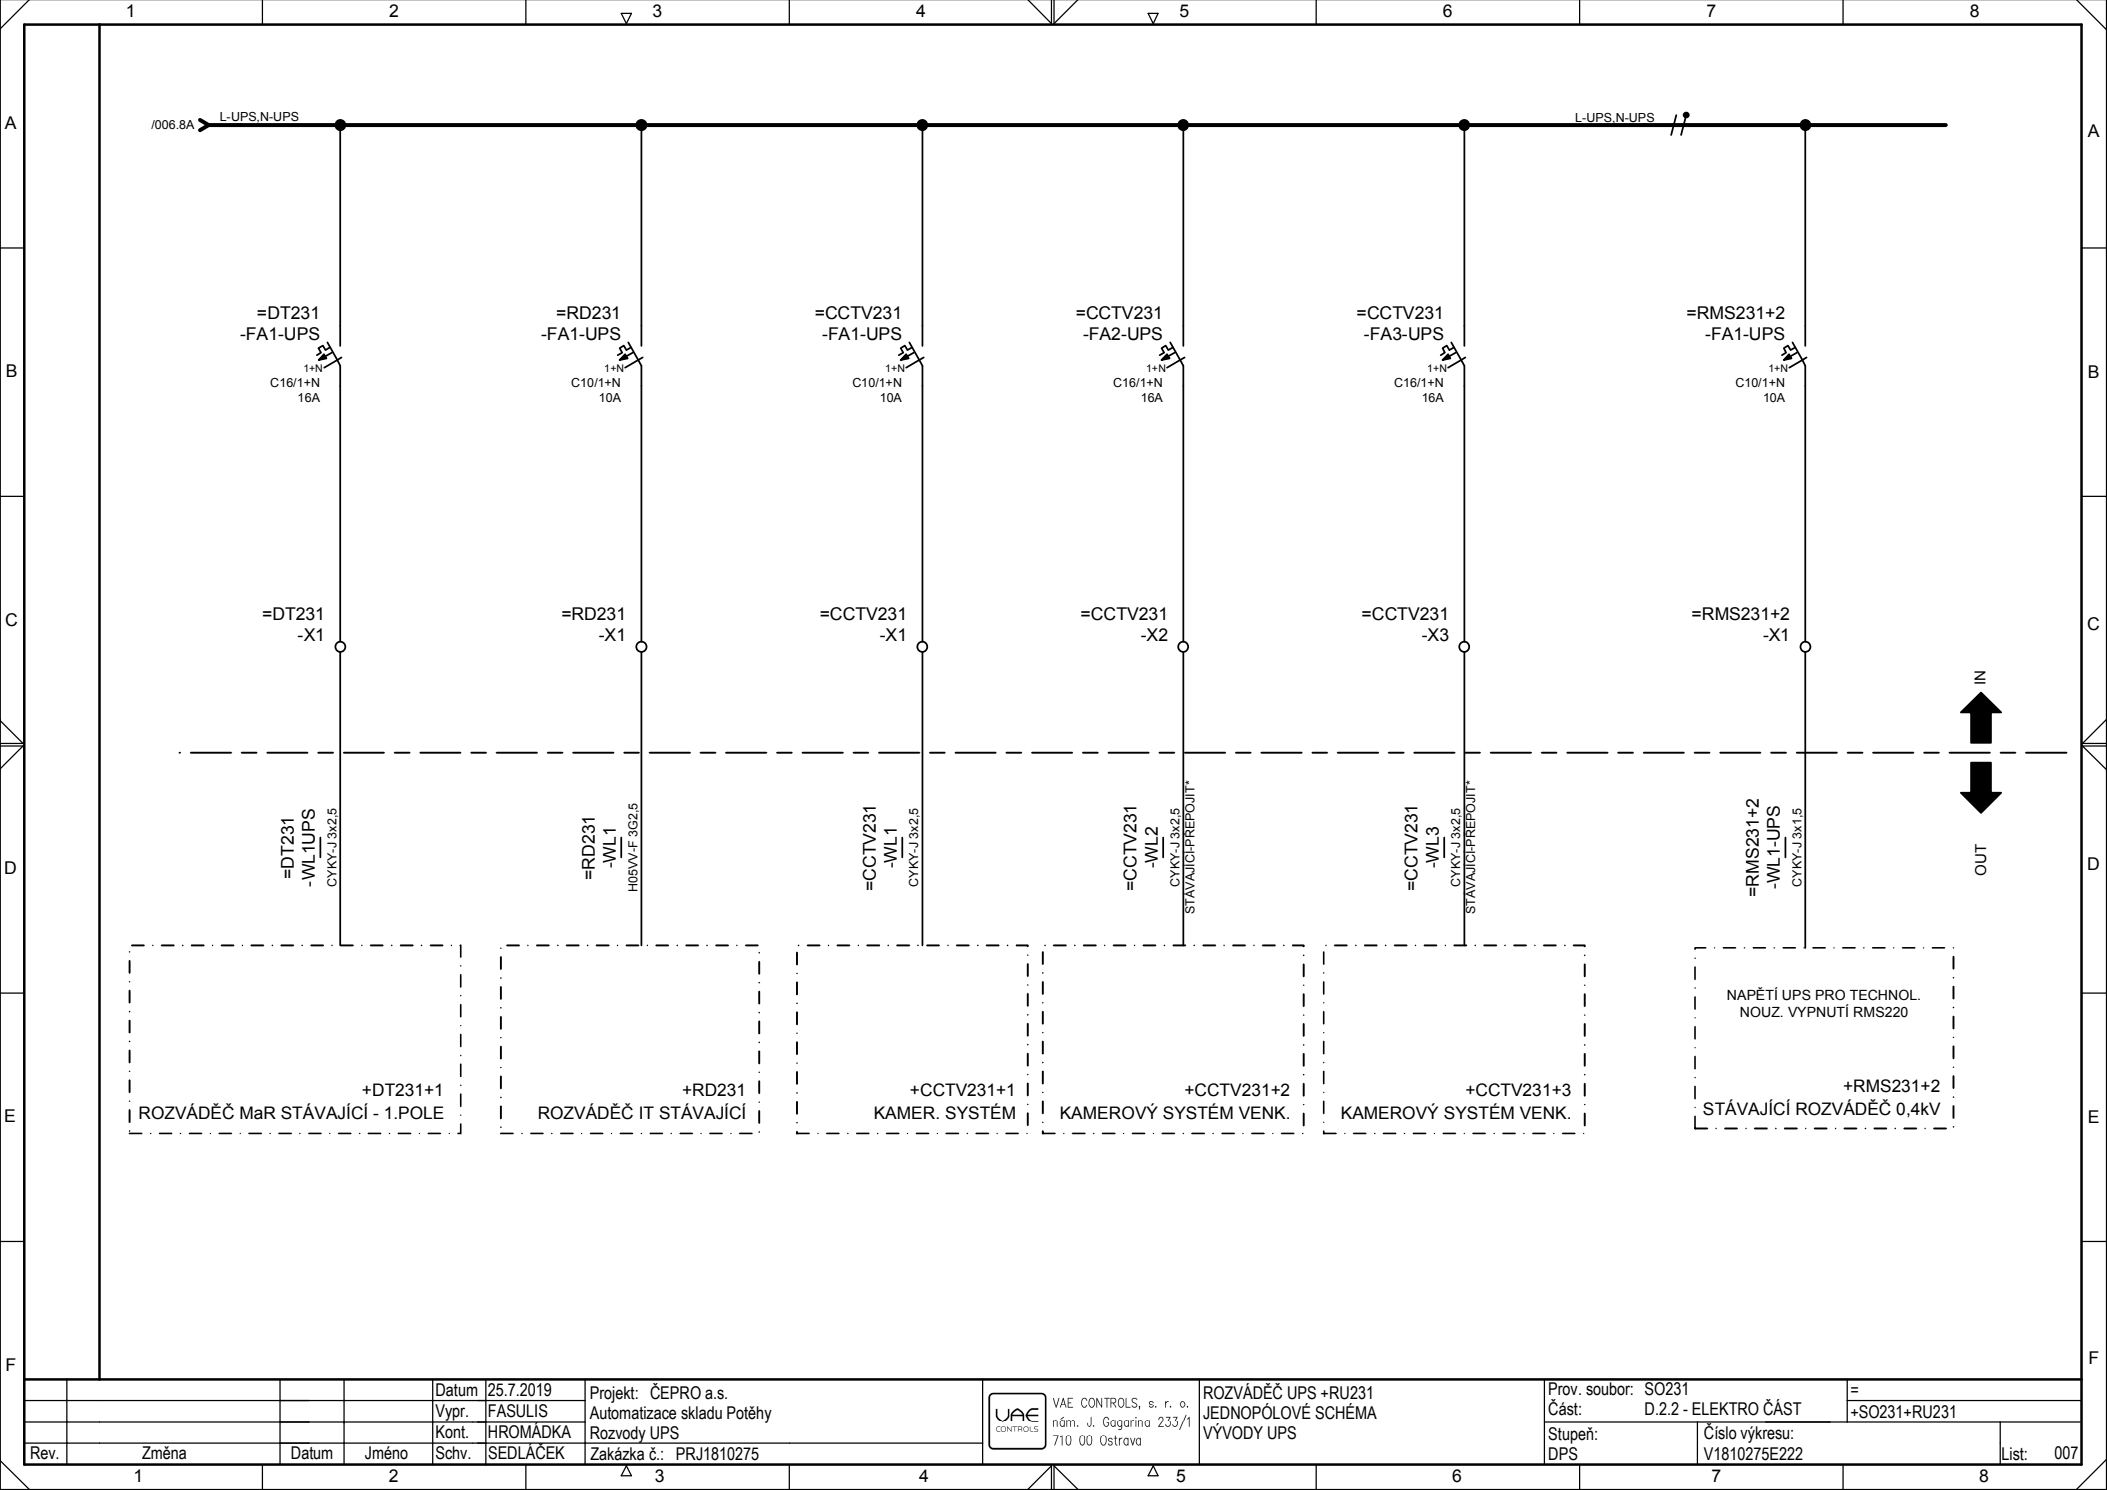 1 2 3 4 5 6 7 8
A A
/006.8A L-UPS,N-UPS L-UPS,N-UPS
B B
=DT231
-FA1-UPS
1+N
C16/1+N
16A
=RD231
-FA1-UPS
1+N
C10/1+N
10A
=CCTV231
-FA1-UPS
1+N
C10/1+N
10A
=CCTV231
-FA2-UPS
1+N
C16/1+N
16A
=CCTV231
-FA3-UPS
1+N
C16/1+N
16A
=RMS231+2
-FA1-UPS
1+N
C10/1+N
10A
C C
=DT231
-X1
=RD231
-X1
=CCTV231
-X1
=CCTV231
-X2
=CCTV231
-X3
=RMS231+2
-X1
IN
OUT
D D
=DT231
-WL1UPS
CYKY-J 3x2,5
=RD231
-WL1
H05VV-F 3G2,5
=CCTV231
-WL1
CYKY-J 3x2,5
=CCTV231
-WL2
CYKY-J 3x2,5
STÁVAJÍCÍ-PŘEPOJIT*
=CCTV231
-WL3
CYKY-J 3x2,5
STÁVAJÍCÍ-PŘEPOJIT*
=RMS231+2
-WL1-UPS
CYKY-J 3x1,5
E E
+DT231+1
ROZVÁDĚČ MaR STÁVAJÍCÍ - 1.POLE
+RD231
ROZVÁDĚČ IT STÁVAJÍCÍ
+CCTV231+1
KAMER. SYSTÉM
+CCTV231+2
KAMEROVÝ SYSTÉM VENK.
+CCTV231+3
KAMEROVÝ SYSTÉM VENK.
NAPĚTÍ UPS PRO TECHNOL.
NOUZ. VYPNUTÍ RMS220
+RMS231+2
STÁVAJÍCÍ ROZVÁDĚČ 0,4kV
F F
Rev. Změna Datum Jméno
Datum 25.7.2019
Vypr. FASULIS
Kont. HROMÁDKA
Schv. SEDLÁČEK
Projekt: ČEPRO a.s.
Automatizace skladu Potěhy
Rozvody UPS
Zakázka č.: PRJ1810275
UAE
CONTROLS
VAE CONTROLS, s. r. o.
nám. J. Gagarina 233/1
710 00 Ostrava
ROZVÁDĚČ UPS +RU231
JEDNOPÓLOVÉ SCHÉMA
VÝVODY UPS
Prov. soubor: SO231
Část: D.2.2 - ELEKTRO ČÁST
Stupeň:
DPS
Číslo výkresu:
V1810275E222
=
+SO231+RU231
List: 007
1 2 3 4 5 6 7 8